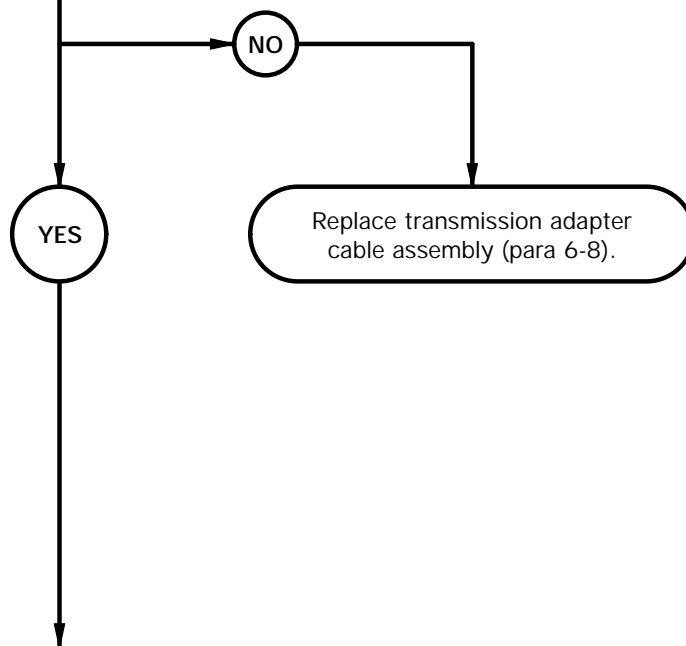 NO
YES
Replace transmission adapter
cable assembly (para 6-8).